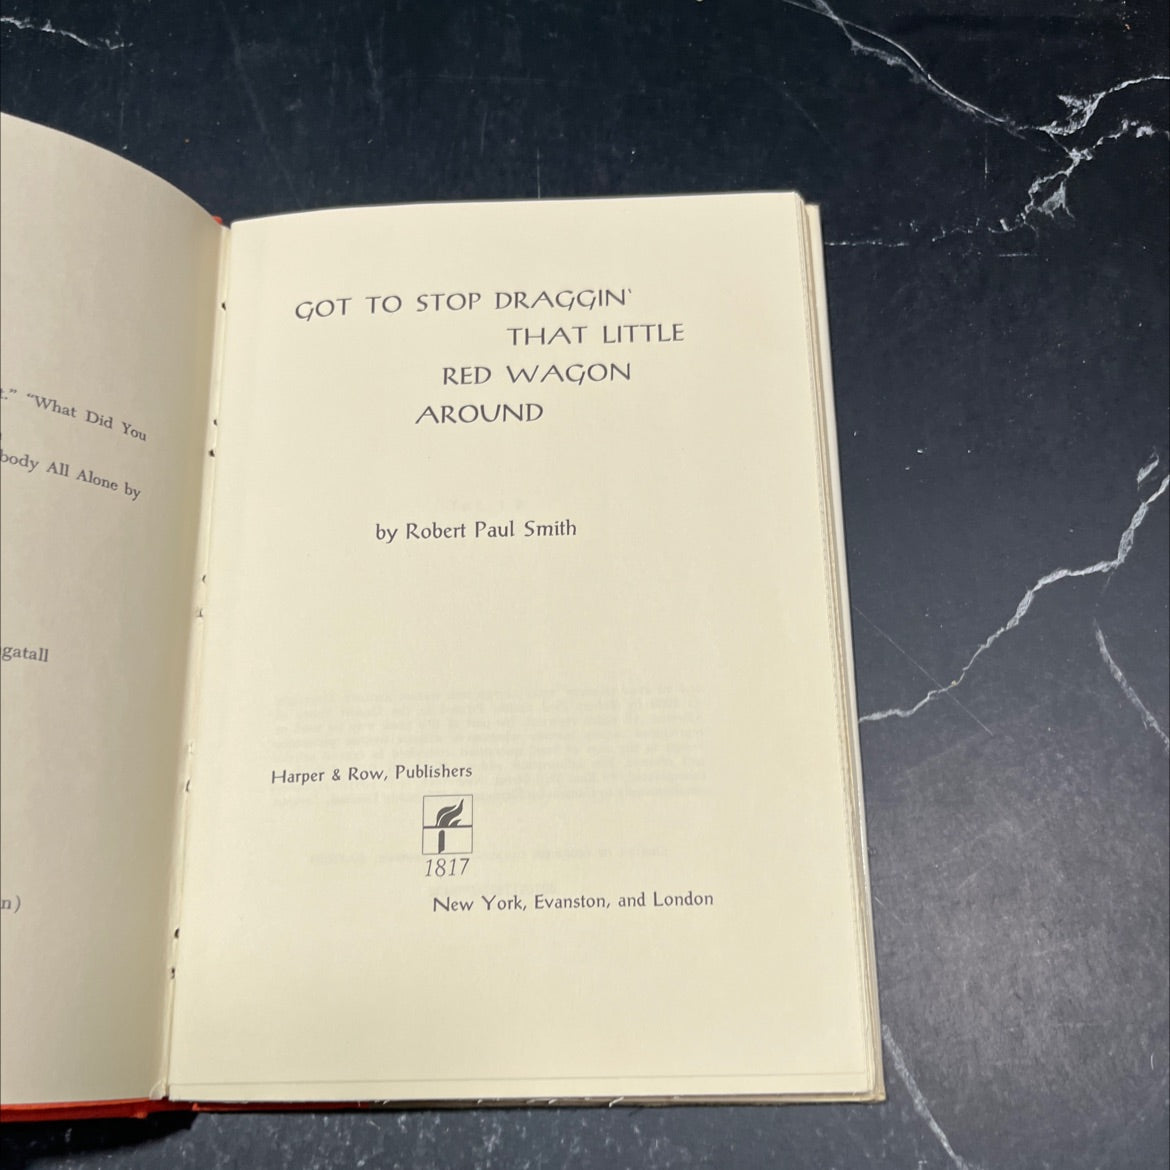 t." "What Did You
body All Alone by
gatall
n)
GOT TO STOP DRAGGIN'
THAT LITTLE
RED WAGON
AROUND
by Robert Paul Smith
Harper & Row, Publishers
1817
New York, Evanston, and London